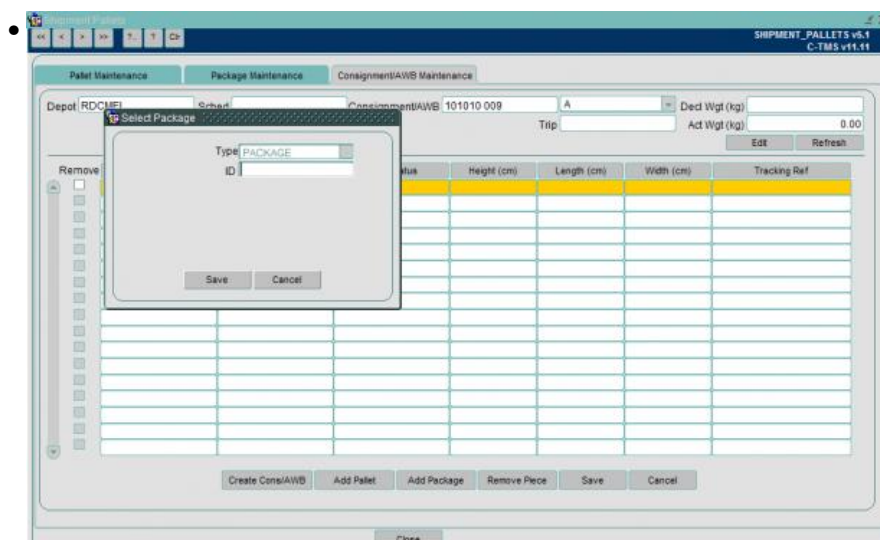 Shipment Pallets
<< < > >> ?.. ? Clr
SHIPMENT_PALLETS v5.1
C-TMS v11.11
Pallet Maintenance Package Maintenance Consignment/AWB Maintenance
Depot RDCMEL Sched Consignment/AWB 101010 009 A Decl Wgt (kg)
Trip Act Wgt (kg) 0.00
Edit Refresh
Select Package
Type PACKAGE
ID
Save Cancel
Remove Height (cm) Length (cm) Width (cm) Tracking Ref
Create Cons/AWB Add Pallet Add Package Remove Piece Save Cancel
Close